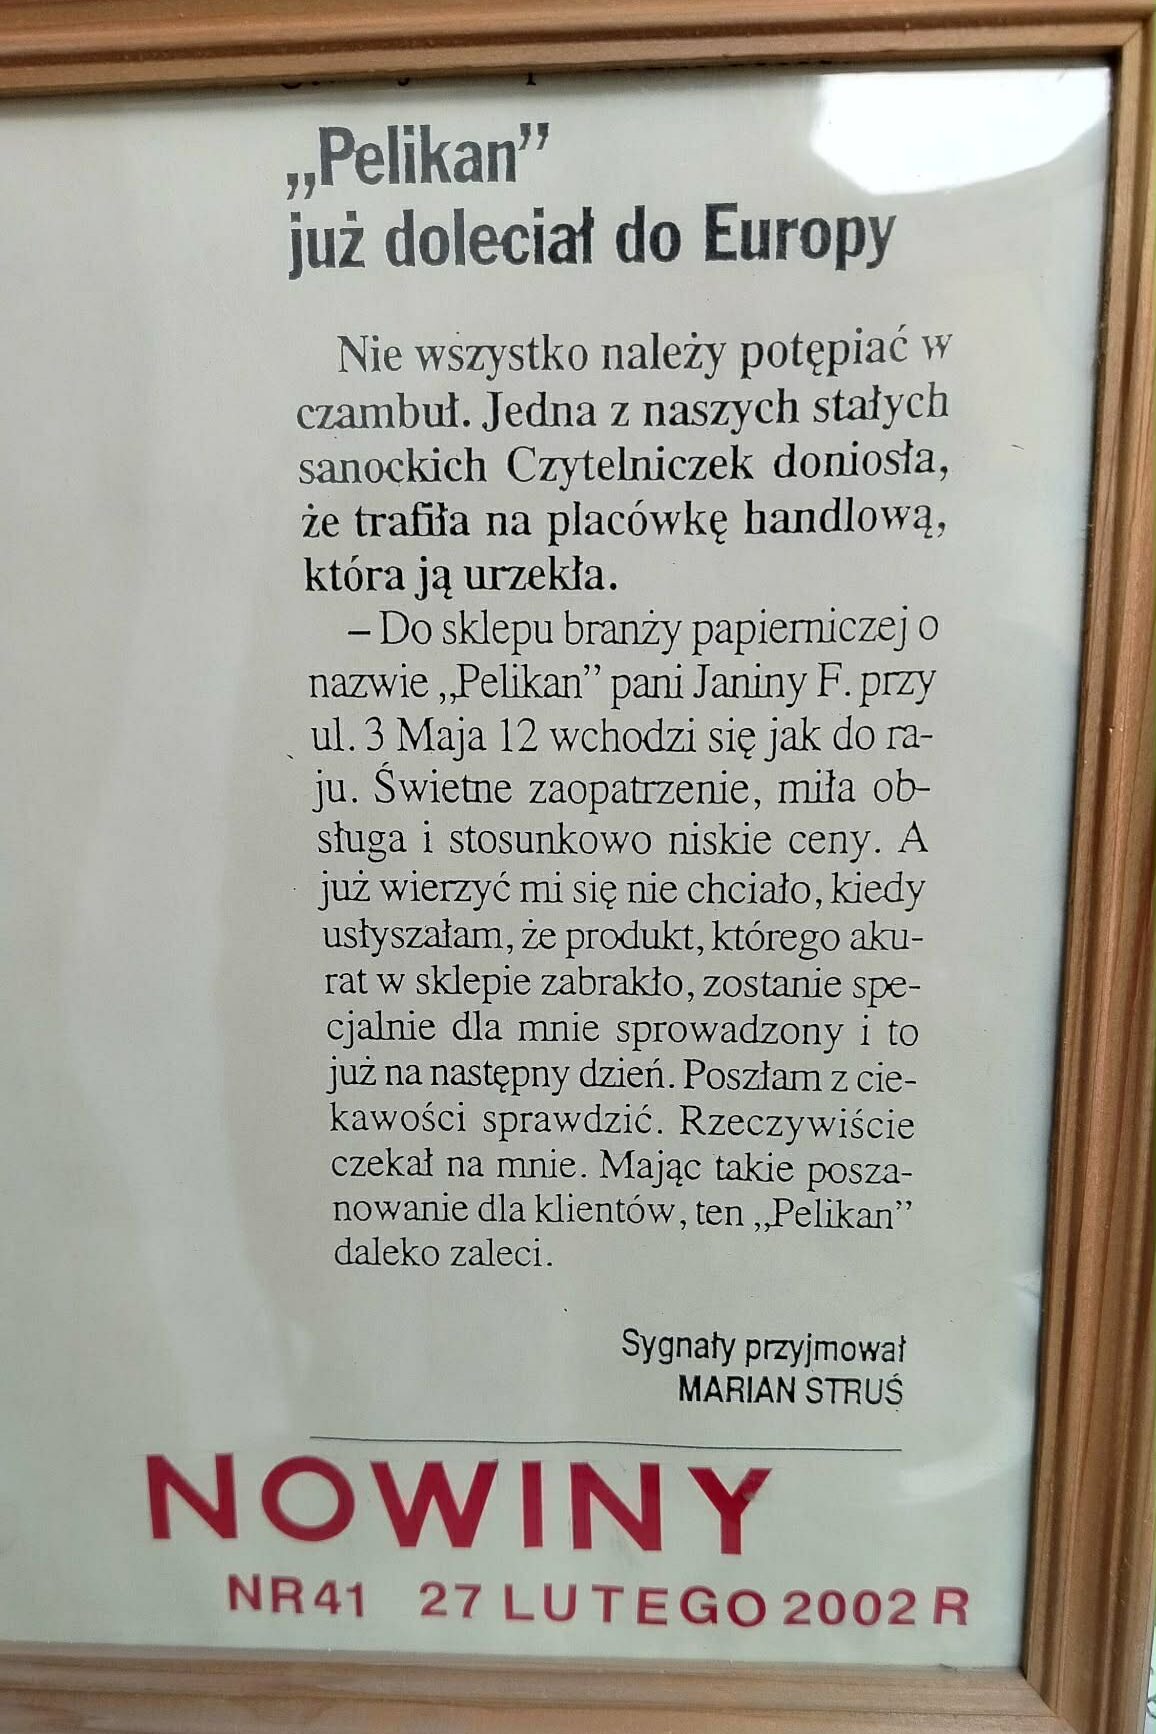 „Pelikan”
już doleciał do Europy
Nie wszystko należy potępiać w
czambuł. Jedna z naszych stałych
sanockich Czytelniczek doniosła,
że trafiła na placówkę handlową,
która ją urzekła.
– Do sklepu branży papierniczej o
nazwie „Pelikan” pani Janiny F. przy
ul. 3 Maja 12 wchodzi się jak do ra-
ju. Świetne zaopatrzenie, miła ob-
sługa i stosunkowo niskie ceny. A
już wierzyć mi się nie chciało, kiedy
usłyszałam, że produkt, którego aku-
rat w sklepie zabrakło, zostanie spe-
cjalnie dla mnie sprowadzony i to
już na następny dzień. Poszłam z cie-
kawości sprawdzić. Rzeczywiście
czekał na mnie. Mając takie posza-
nowanie dla klientów, ten „Pelikan”
daleko zaleci.
Sygnały przyjmował
MARIAN STRUŚ
NOWINY
NR 41 27 LUTEGO 2002 R